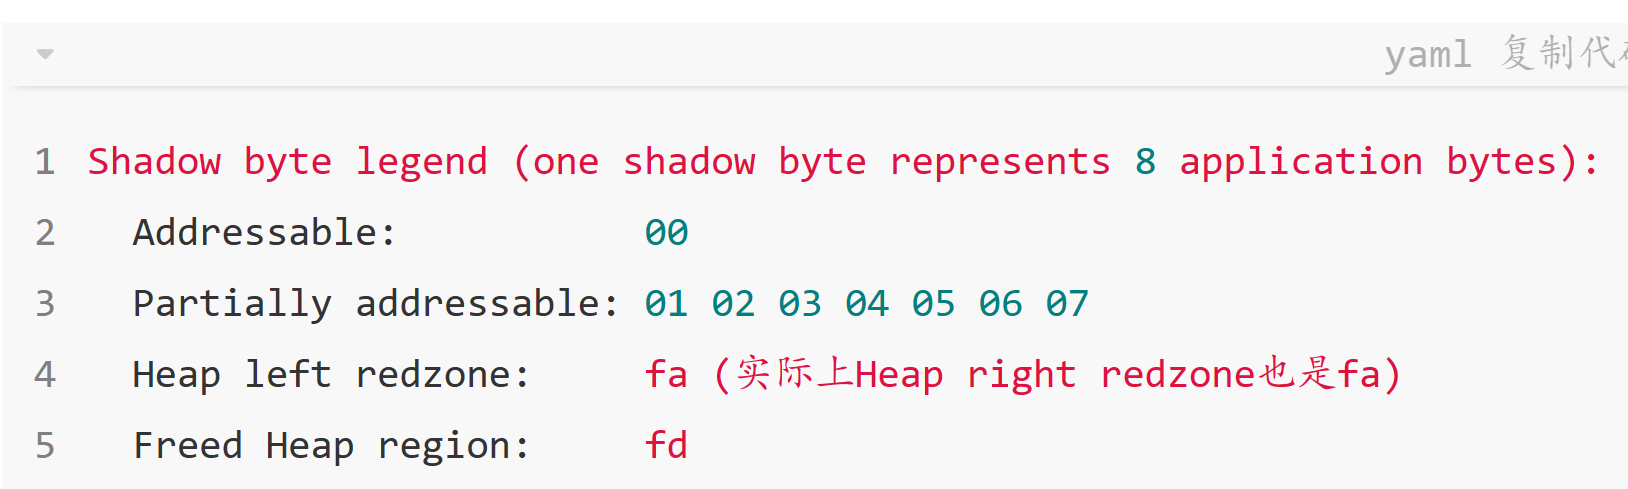 yaml 复制代
1 Shadow byte legend (one shadow byte represents 8 application bytes):
2 Addressable: 00
3 Partially addressable: 01 02 03 04 05 06 07
4 Heap left redzone: fa (实际上Heap right redzone也是fa)
5 Freed Heap region: fd